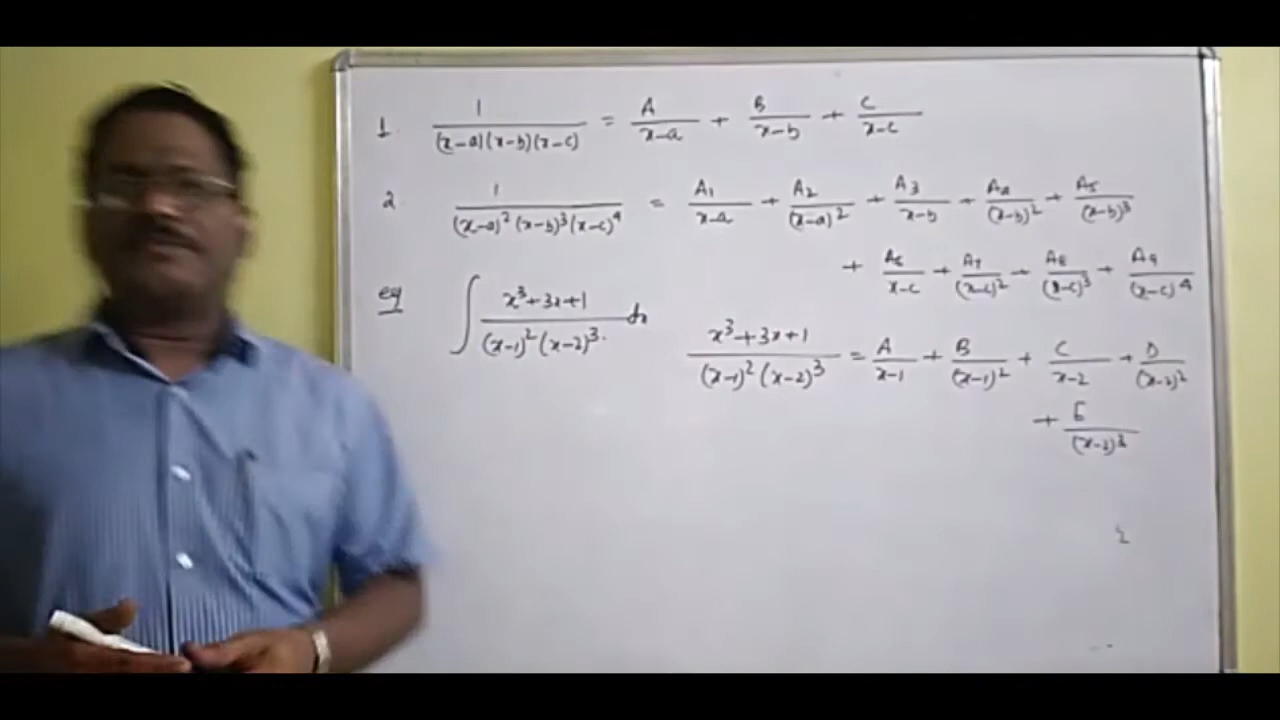 1. 1/((x-a)(x-b)(x-c)) = A/(x-a) + B/(x-b) + C/(x-c)
2. 1/((x-a)²(x-b)³(x-c)⁴) = A₁/(x-a) + A₂/(x-a)² + A₃/(x-b) + A₄/(x-b)² + A₅/(x-b)³
+ A₆/(x-c) + A₇/(x-c)² + A₈/(x-c)³ + A₉/(x-c)⁴
eg ∫ (x³+3x+1)/((x-1)²(x-2)³) dx
(x³+3x+1)/((x-1)²(x-2)³) = A/(x-1) + B/(x-1)² + C/(x-2) + D/(x-2)²
+ E/(x-2)³